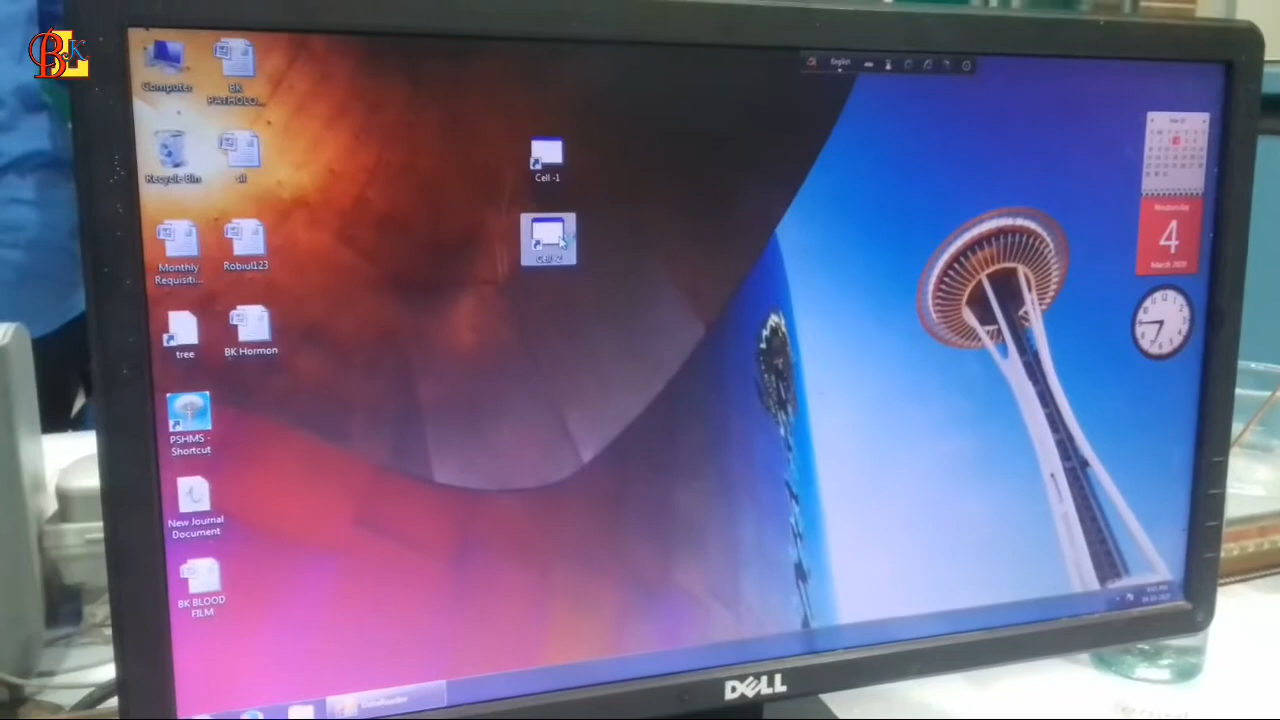 BK
Computer
BK
PATHOLO...
Recycle Bin
sil
Monthly
Requisiti...
Robiul123
tree
BK Hormon
PSHMS -
Shortcut
New Journal
Document
BK BLOOD
FILM
Cell -1
Cell -2
English
Wednesday
4
March
DELL